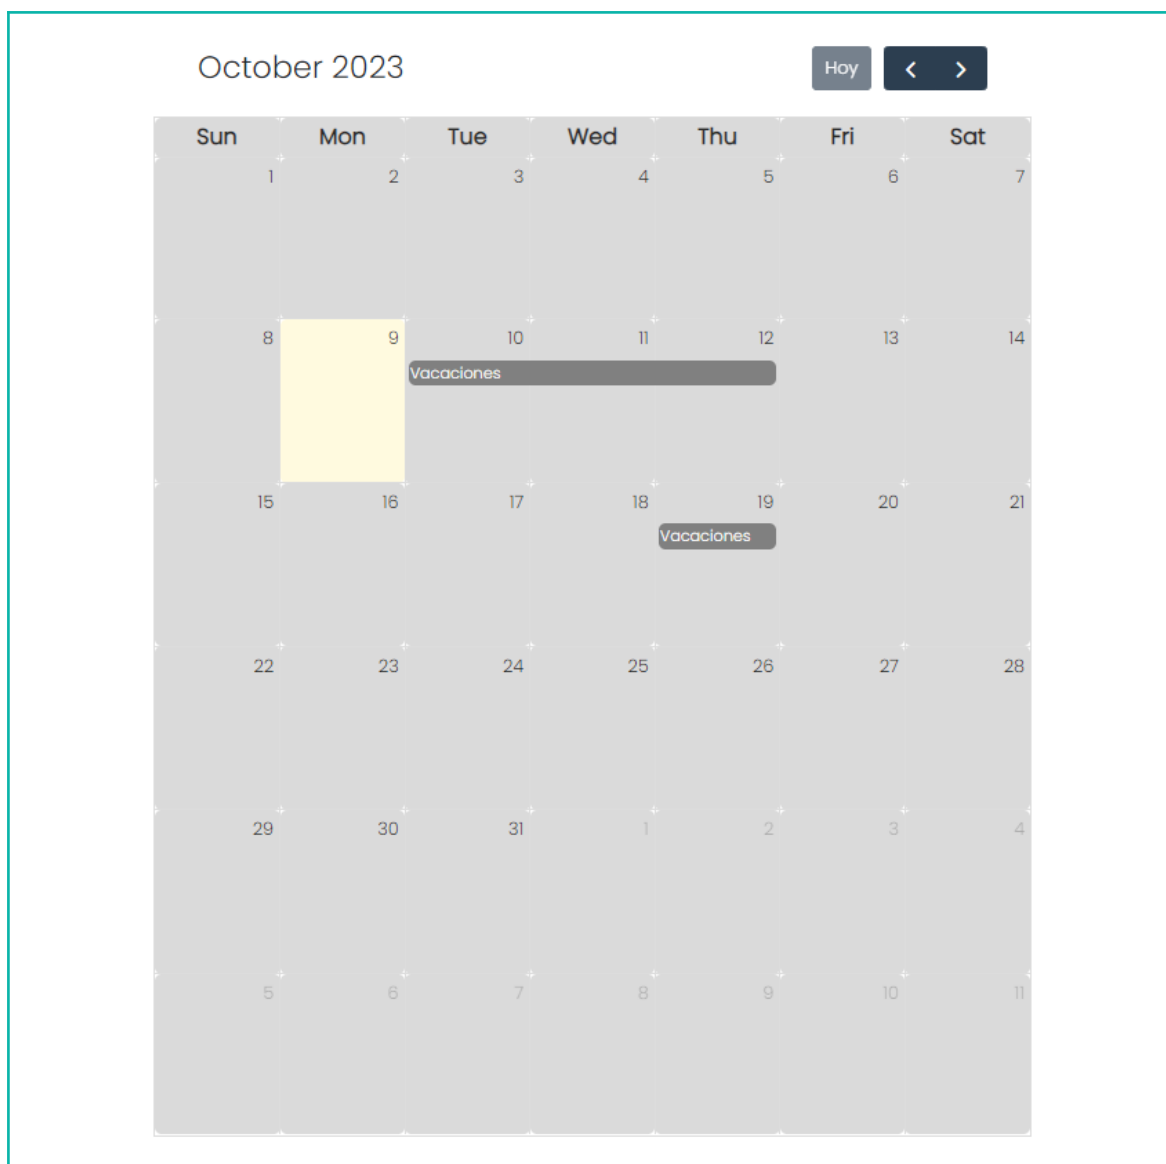 October 2023 Hoy
Sun Mon Tue Wed Thu Fri Sat
1 2 3 4 5 6 7
8 9 10 11 12 13 14
Vacaciones
15 16 17 18 19 20 21
Vacaciones
22 23 24 25 26 27 28
29 30 31 1 2 3 4
5 6 7 8 9 10 11